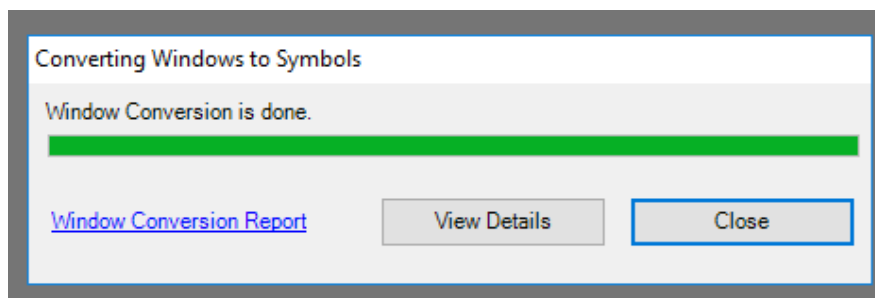 Converting Windows to Symbols
Window Conversion is done.
Window Conversion Report View Details Close